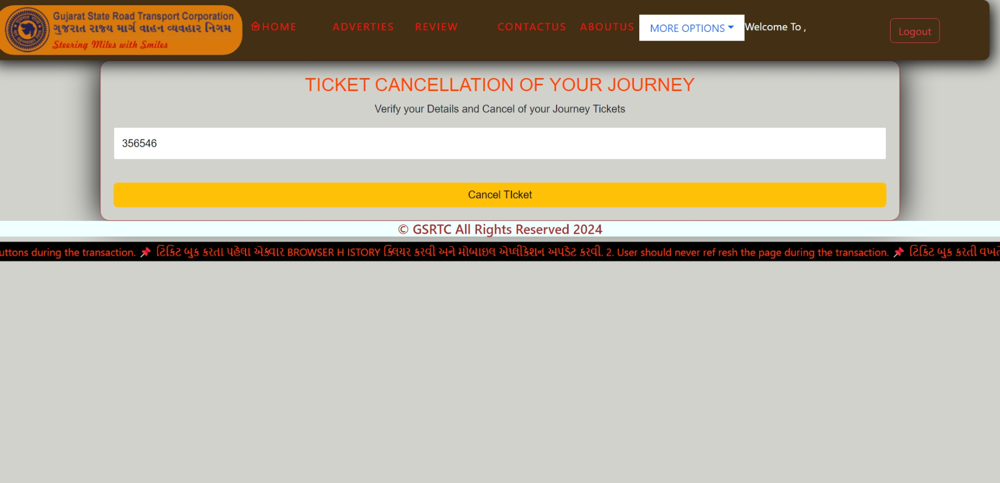 Gujarat State Road Transport Corporation
ગુજરાત રાજ્ય માર્ગ વાહન વ્યવહાર નિગમ
Steering Miles with Smiles
HOME ADVERTIES REVIEW CONTACTUS ABOUTUS MORE OPTIONS Welcome To , Logout
TICKET CANCELLATION OF YOUR JOURNEY
Verify your Details and Cancel of your Journey Tickets
356546
Cancel TIcket
© GSRTC All Rights Reserved 2024
uttons during the transaction. 📌 ટિકિટ બુક કરતા પહેલા એક્વાર BROWSER H ISTORY ક્લિયર કરવી અને મોબાઇલ એપ્લીકેશન અપડેટ કરવી. 2. User should never ref resh the page during the transaction. 📌 ટિકિટ બુક કરતી વખતે